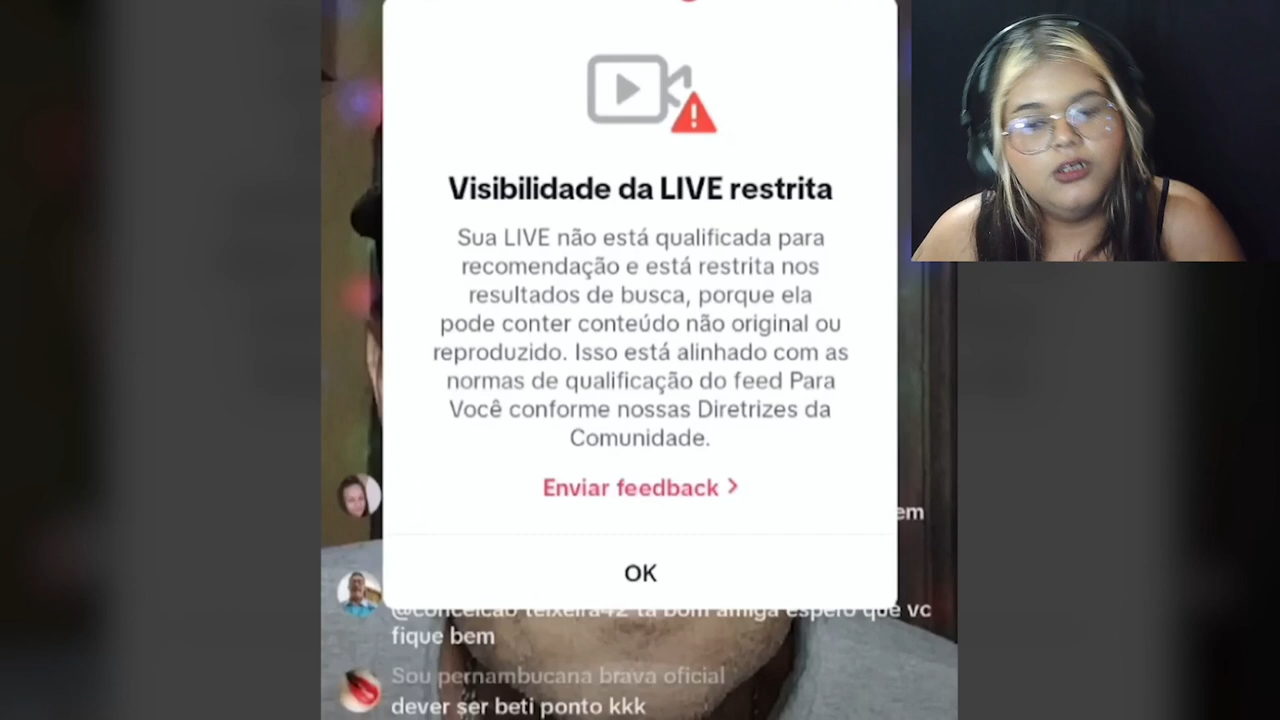 Visibilidade da LIVE restrita
Sua LIVE não está qualificada para
recomendação e está restrita nos
resultados de busca, porque ela
pode conter conteúdo não original ou
reproduzido. Isso está alinhado com as
normas de qualificação do feed Para
Você conforme nossas Diretrizes da
Comunidade.
Enviar feedback >
em
OK
@conceicao teixeira42 ta bom amiga espero que vc
fique bem
Sou pernambucana brava oficial
dever ser beti ponto kkk